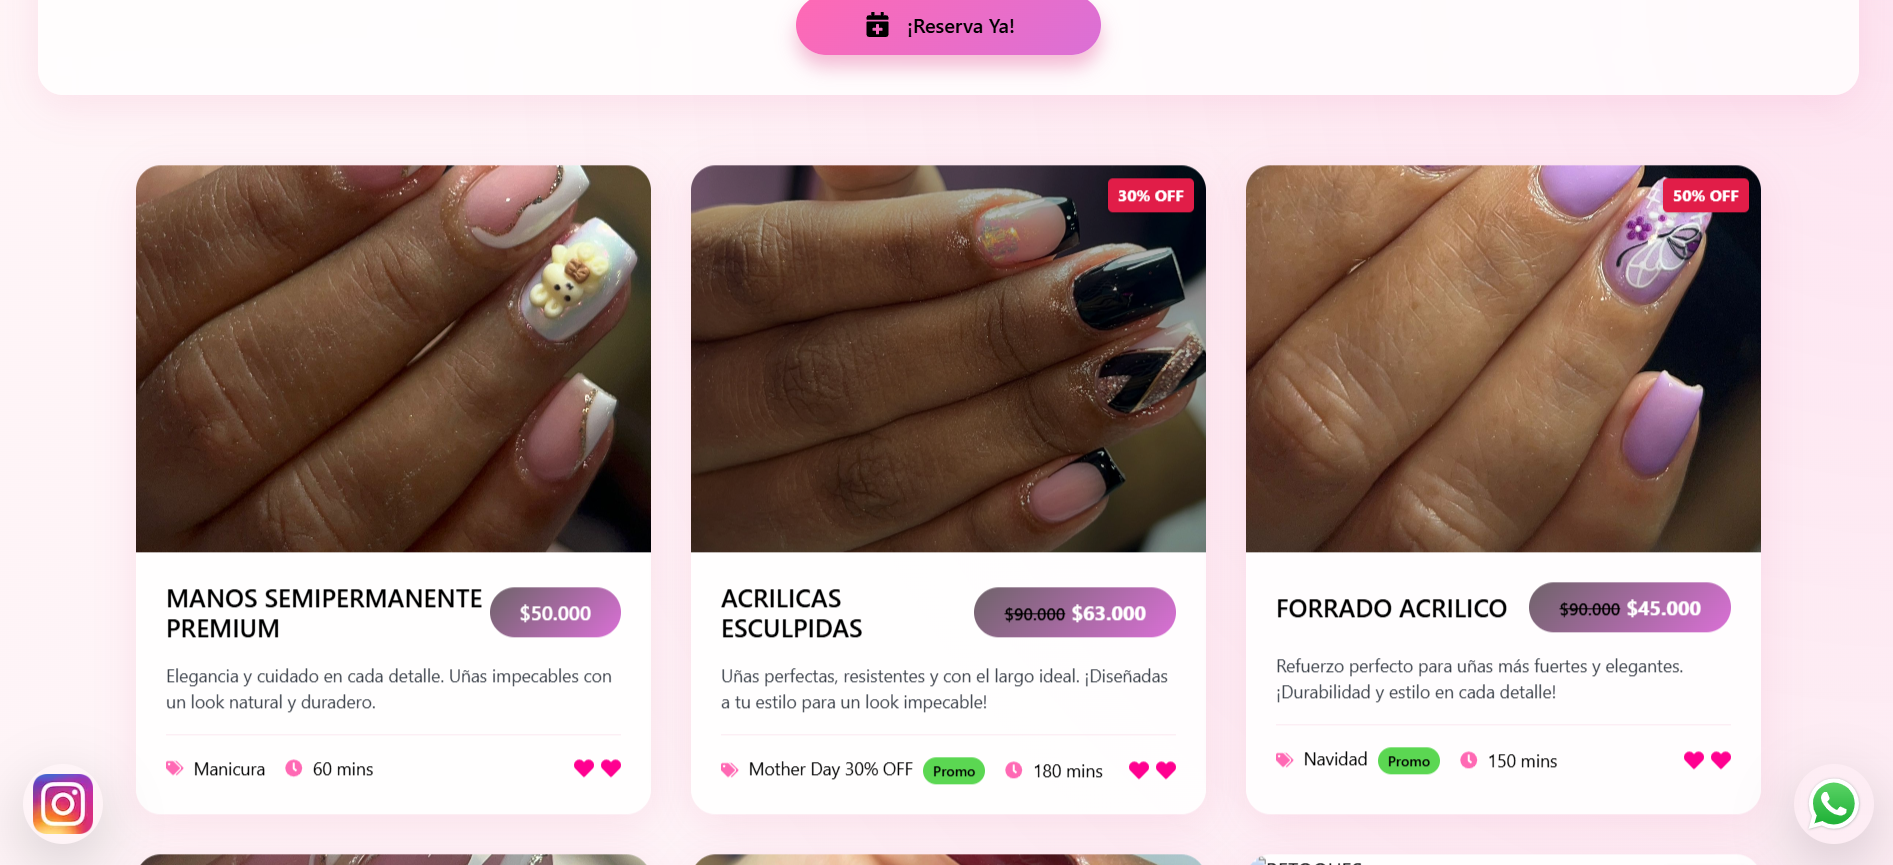 ¡Reserva Ya!
30% OFF
50% OFF
MANOS SEMIPERMANENTE
PREMIUM
$50.000
Elegancia y cuidado en cada detalle. Uñas impecables con
un look natural y duradero.
Manicura 60 mins
ACRILICAS
ESCULPIDAS
$90.000 $63.000
Uñas perfectas, resistentes y con el largo ideal. ¡Diseñadas
a tu estilo para un look impecable!
Mother Day 30% OFF Promo 180 mins
FORRADO ACRILICO
$90.000 $45.000
Refuerzo perfecto para uñas más fuertes y elegantes.
¡Durabilidad y estilo en cada detalle!
Navidad Promo 150 mins
RETOQUES